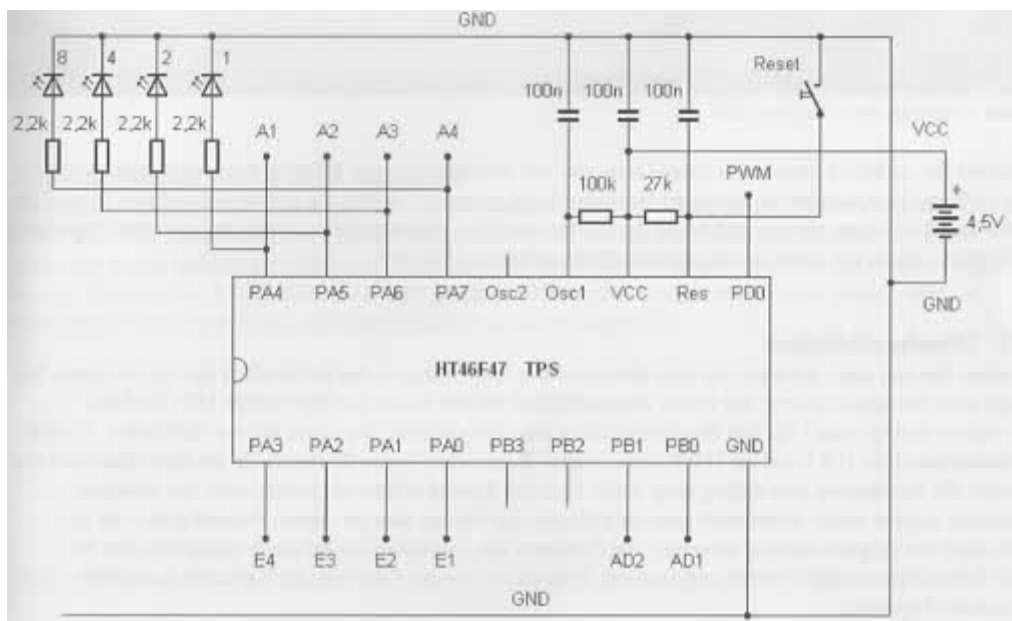 GND
8 4 2 1
Reset
100n 100n 100n
2,2k 2,2k 2,2k 2,2k
A1 A2 A3 A4
VCC
PWM
100k 27k
+
4,5V
PA4 PA5 PA6 PA7 Osc2 Osc1 VCC Res PD0
GND
HT46F47 TPS
PA3 PA2 PA1 PA0 PB3 PB2 PB1 PB0 GND
E4 E3 E2 E1 AD2 AD1
GND